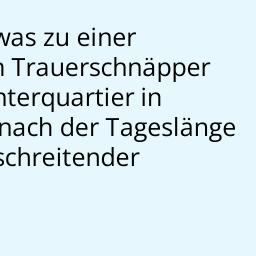 was zu einer
Trauerschnäpper
nterquartier in
nach der Tageslänge
schreitender